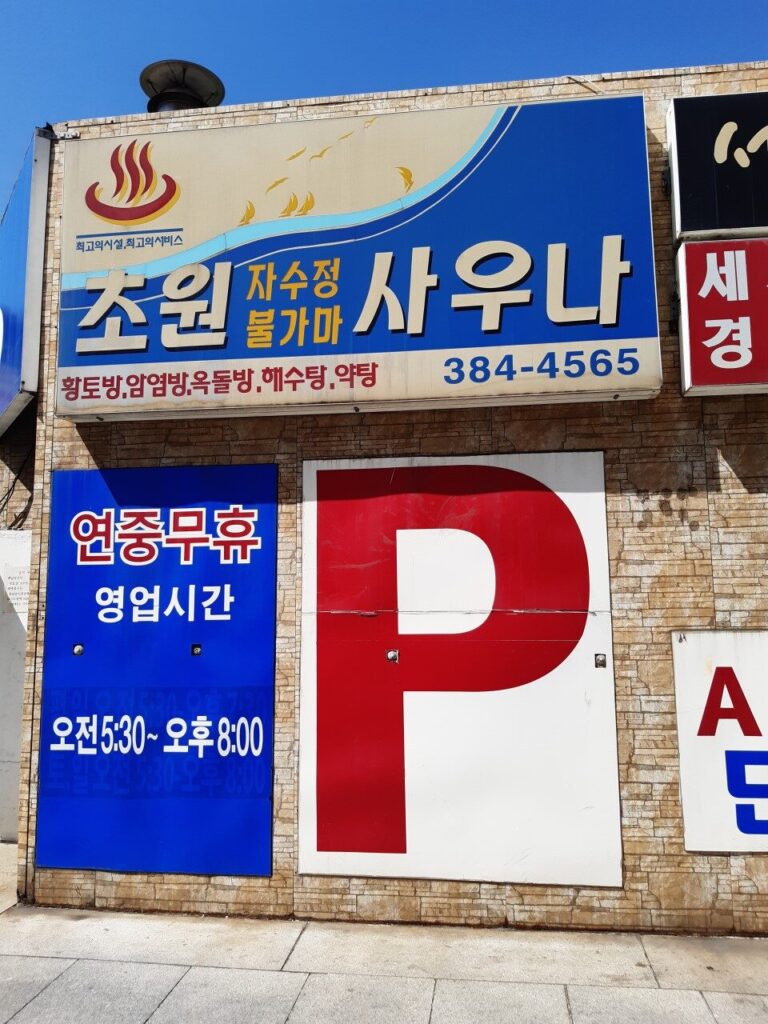 최고의시설,최고의서비스
초원 자수정 불가마 사우나
황토방,암염방,옥돌방,해수탕,약탕
384-4565
연중무휴
영업시간
오전 5:30~ 오후 8:00
P
세
경
A